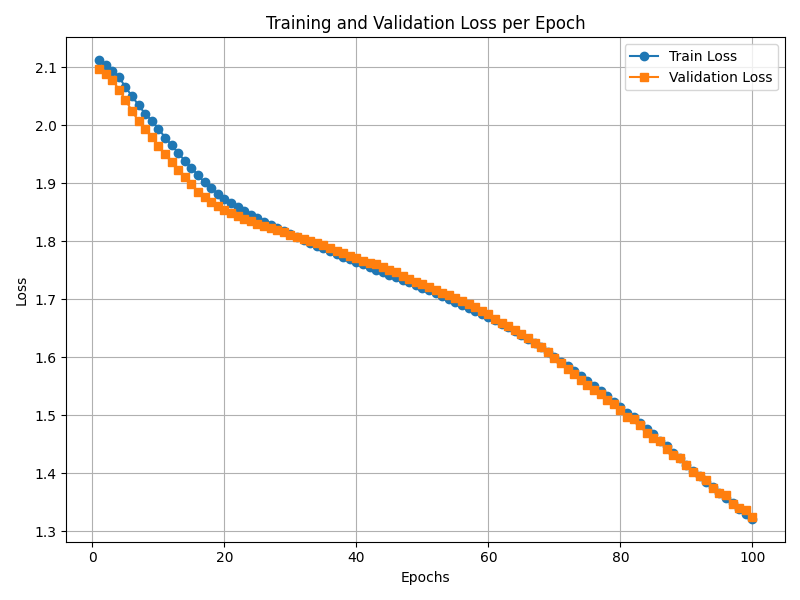 Training and Validation Loss per Epoch
Train Loss
Validation Loss
2.1
2.0
1.9
1.8
1.7
1.6
1.5
1.4
1.3
Loss
0 20 40 60 80 100
Epochs